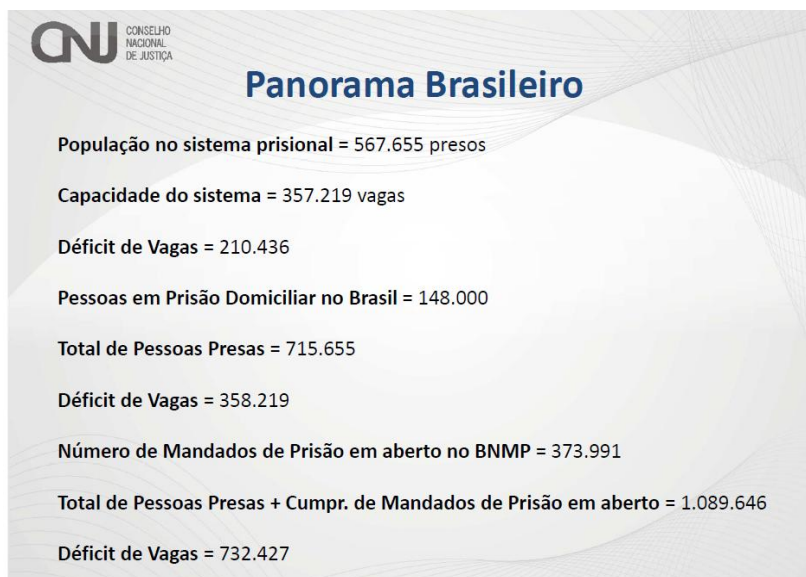 CNJ
CONSELHO
NACIONAL
DE JUSTIÇA
Panorama Brasileiro
População no sistema prisional = 567.655 presos
Capacidade do sistema = 357.219 vagas
Déficit de Vagas = 210.436
Pessoas em Prisão Domiciliar no Brasil = 148.000
Total de Pessoas Presas = 715.655
Déficit de Vagas = 358.219
Número de Mandados de Prisão em aberto no BNMP = 373.991
Total de Pessoas Presas + Cumpr. de Mandados de Prisão em aberto = 1.089.646
Déficit de Vagas = 732.427